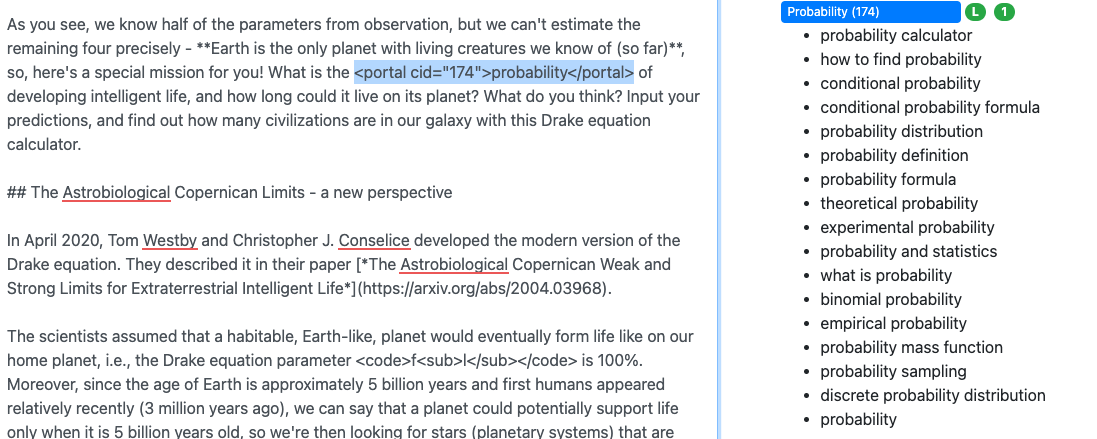 As you see, we know half of the parameters from observation, but we can't estimate the
remaining four precisely - **Earth is the only planet with living creatures we know of (so far)**,
so, here's a special mission for you! What is the <portal cid="174">probability</portal> of
developing intelligent life, and how long could it live on its planet? What do you think? Input your
predictions, and find out how many civilizations are in our galaxy with this Drake equation
calculator.
## The Astrobiological Copernican Limits - a new perspective
In April 2020, Tom Westby and Christopher J. Conselice developed the modern version of the
Drake equation. They described it in their paper [*The Astrobiological Copernican Weak and
Strong Limits for Extraterrestrial Intelligent Life*](https://arxiv.org/abs/2004.03968).
The scientists assumed that a habitable, Earth-like, planet would eventually form life like on our
home planet, i.e., the Drake equation parameter <code>f<sub>l</sub></code> is 100%.
Moreover, since the age of Earth is approximately 5 billion years and first humans appeared
relatively recently (3 million years ago), we can say that a planet could potentially support life
only when it is 5 billion years old, so we're then looking for stars (planetary systems) that are
Probability (174) L 1
• probability calculator
• how to find probability
• conditional probability
• conditional probability formula
• probability distribution
• probability definition
• probability formula
• theoretical probability
• experimental probability
• probability and statistics
• what is probability
• binomial probability
• empirical probability
• probability mass function
• probability sampling
• discrete probability distribution
• probability